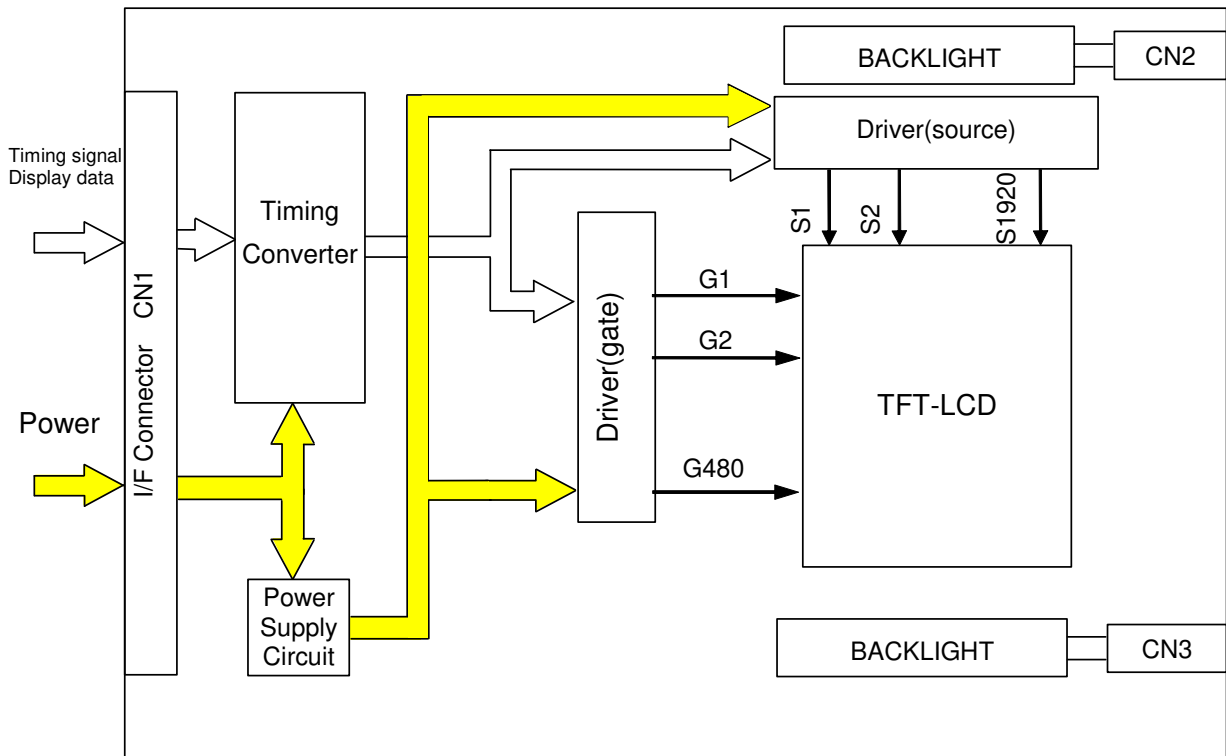 BACKLIGHT
CN2
Driver(source)
Timing signal
Display data
Timing
Converter
S1
S2
S1920
I/F Connector CN1
Driver(gate)
G1
G2
TFT-LCD
Power
G480
Power
Supply
Circuit
BACKLIGHT
CN3